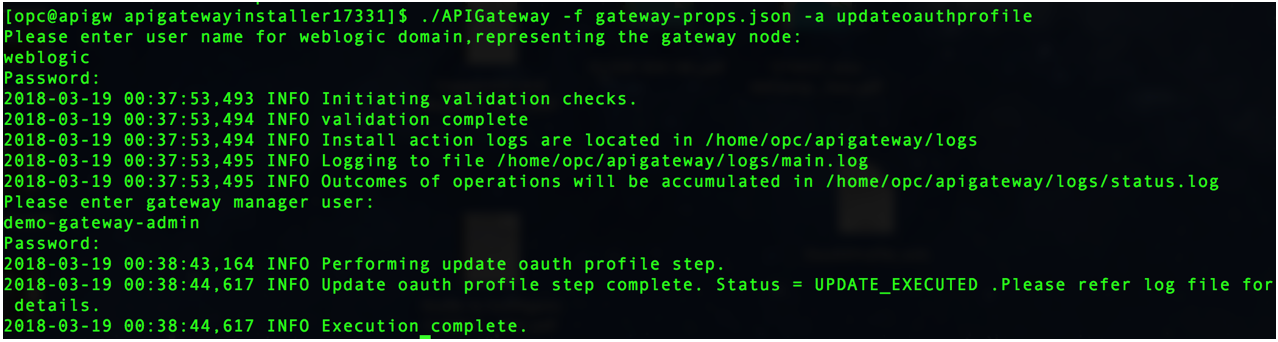 [opc@apigw apigatewayinstaller17331]$ ./APIGateway -f gateway-props.json -a updateoauthprofile
Please enter user name for weblogic domain,representing the gateway node:
weblogic
Password:
2018-03-19 00:37:53,493 INFO Initiating validation checks.
2018-03-19 00:37:53,494 INFO validation complete
2018-03-19 00:37:53,494 INFO Install action logs are located in /home/opc/apigateway/logs
2018-03-19 00:37:53,495 INFO Logging to file /home/opc/apigateway/logs/main.log
2018-03-19 00:37:53,495 INFO Outcomes of operations will be accumulated in /home/opc/apigateway/logs/status.log
Please enter gateway manager user:
demo-gateway-admin
Password:
2018-03-19 00:38:43,164 INFO Performing update oauth profile step.
2018-03-19 00:38:44,617 INFO Update oauth profile step complete. Status = UPDATE_EXECUTED .Please refer log file for
 details.
2018-03-19 00:38:44,617 INFO Execution complete.